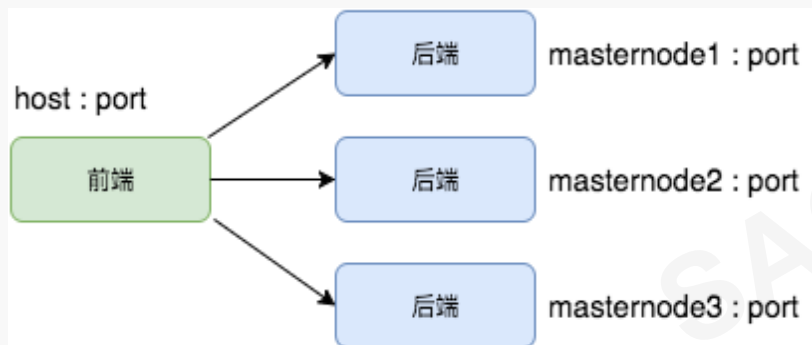 后端 masternode1 : port
host : port
前端
后端 masternode2 : port
后端 masternode3 : port